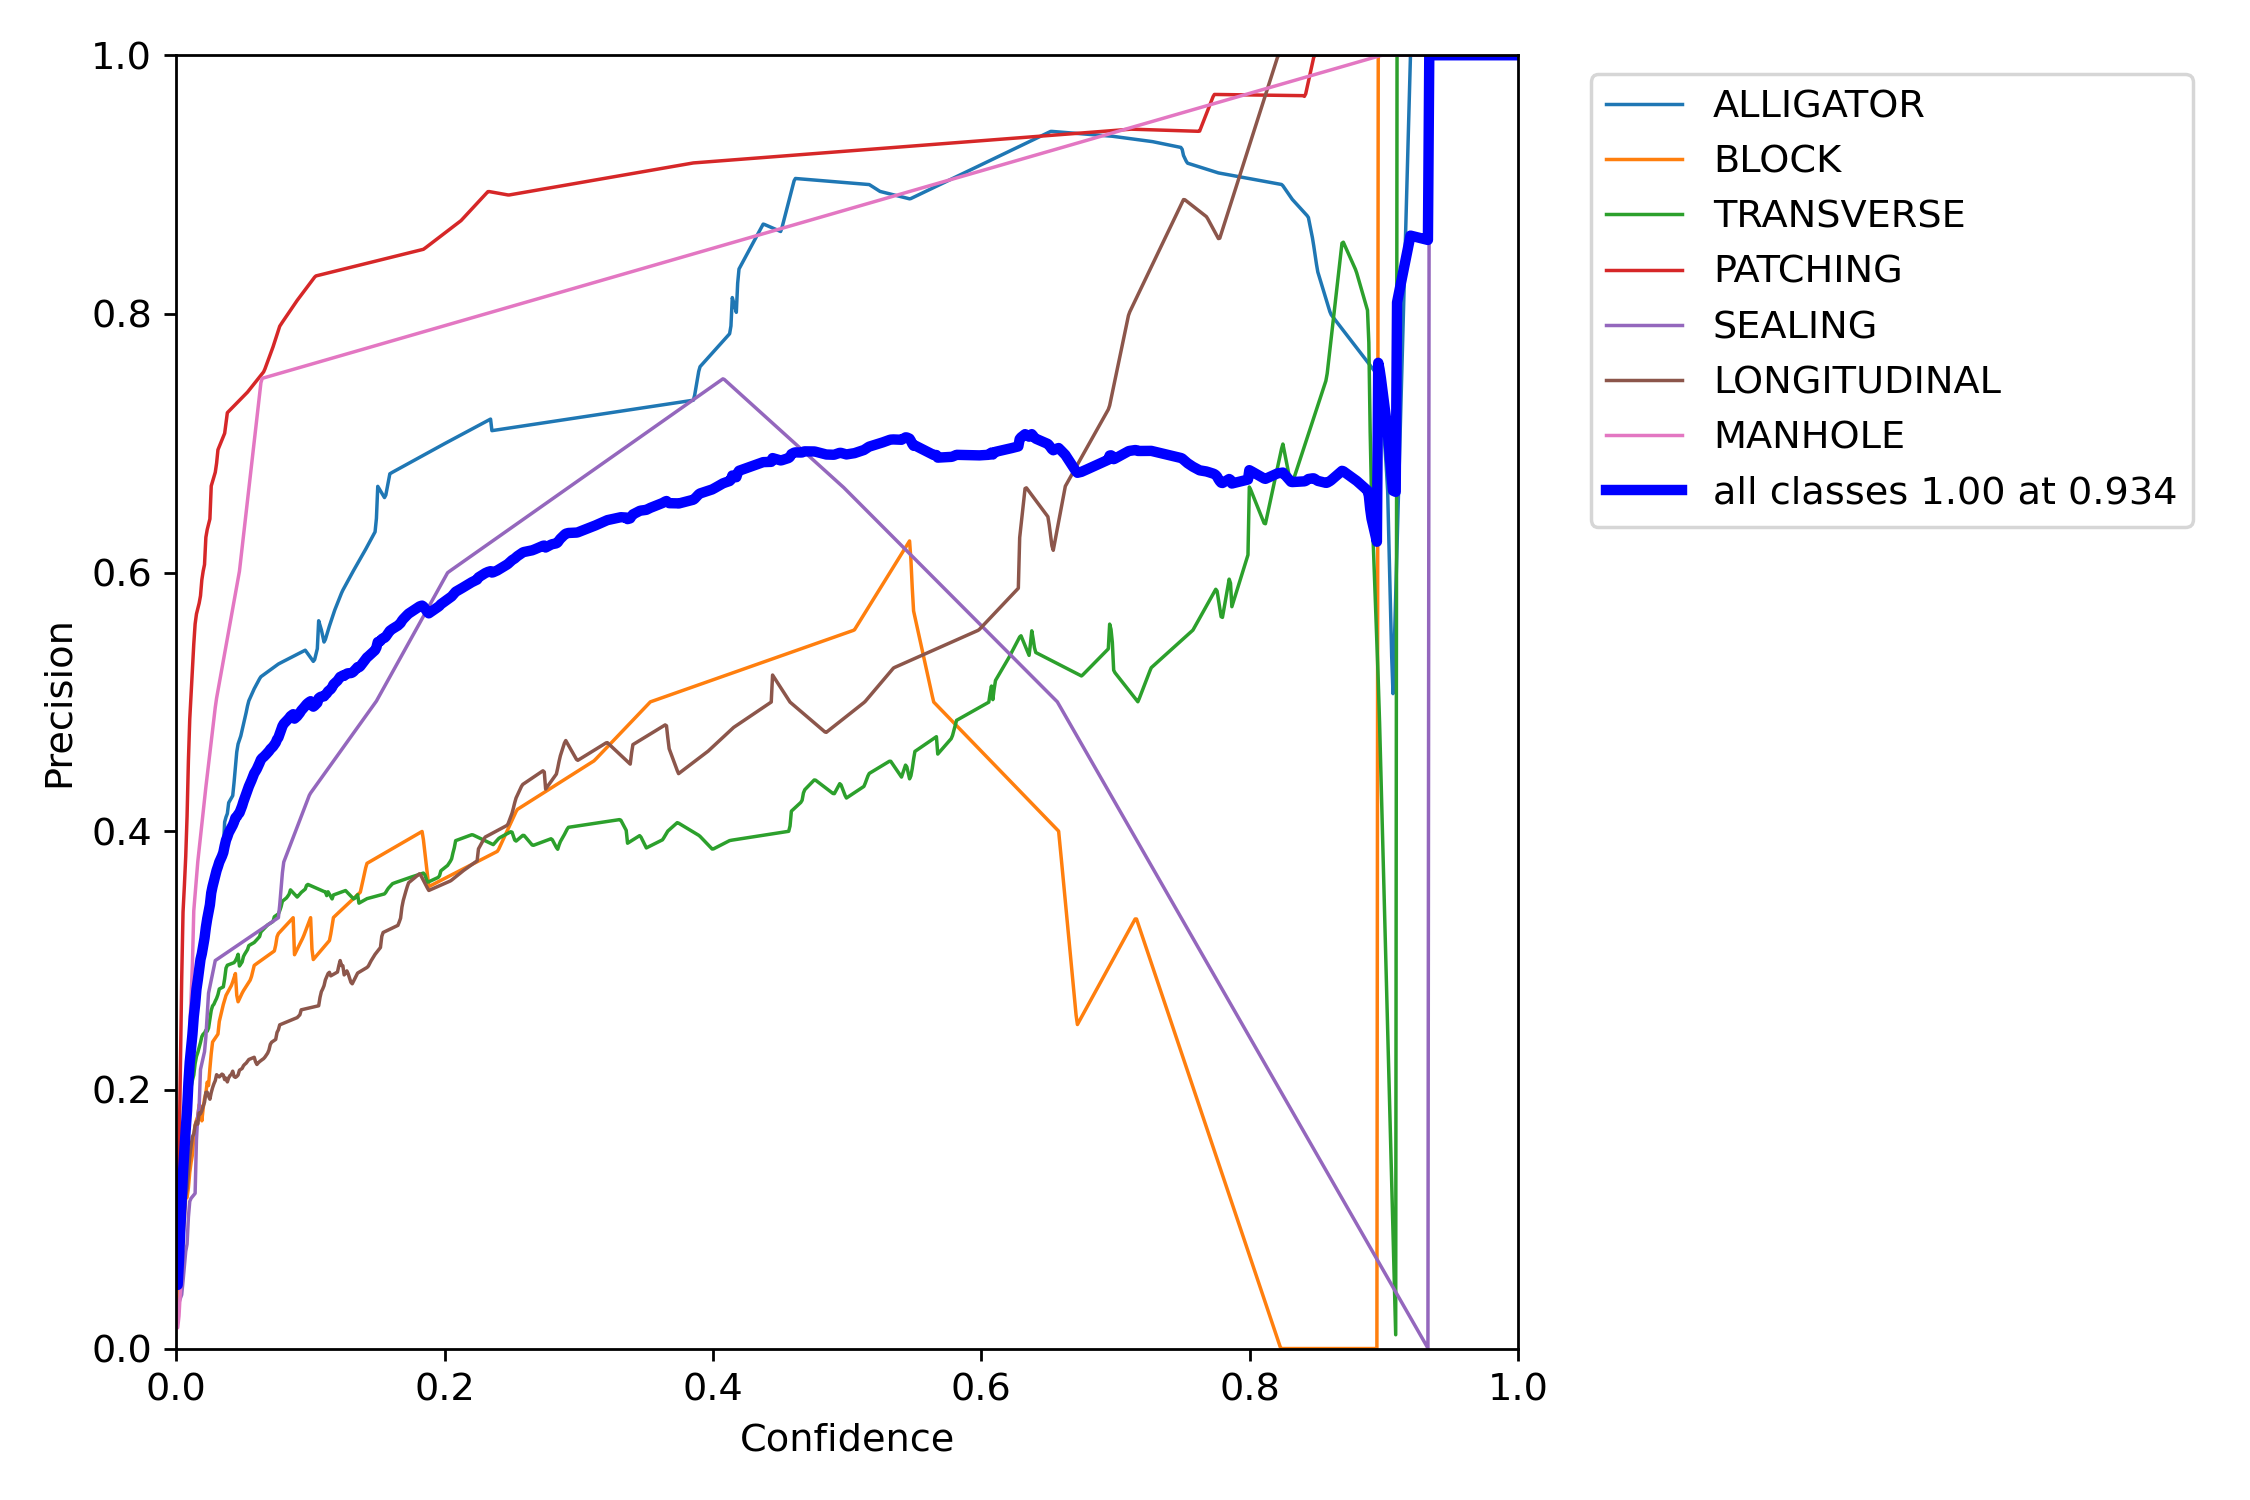 1.0
0.8
0.6
0.4
0.2
0.0
Precision
0.0 0.2 0.4 0.6 0.8 1.0
Confidence
ALLIGATOR
BLOCK
TRANSVERSE
PATCHING
SEALING
LONGITUDINAL
MANHOLE
all classes 1.00 at 0.934